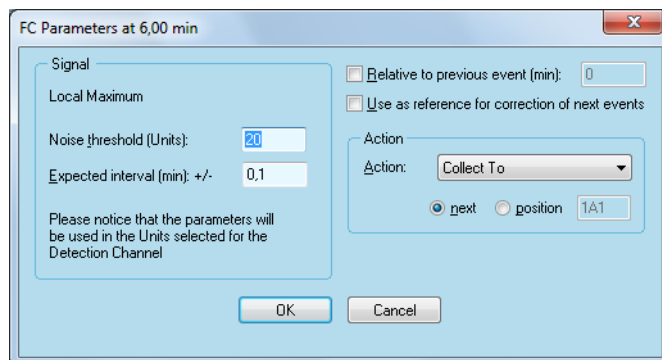 FC Parameters at 6,00 min
Signal
Local Maximum
Noise threshold (Units): 20
Expected interval (min): +/- 0,1
Please notice that the parameters will
be used in the Units selected for the
Detection Channel
Relative to previous event (min): 0
Use as reference for correction of next events
Action
Action: Collect To
next position 1A1
OK Cancel